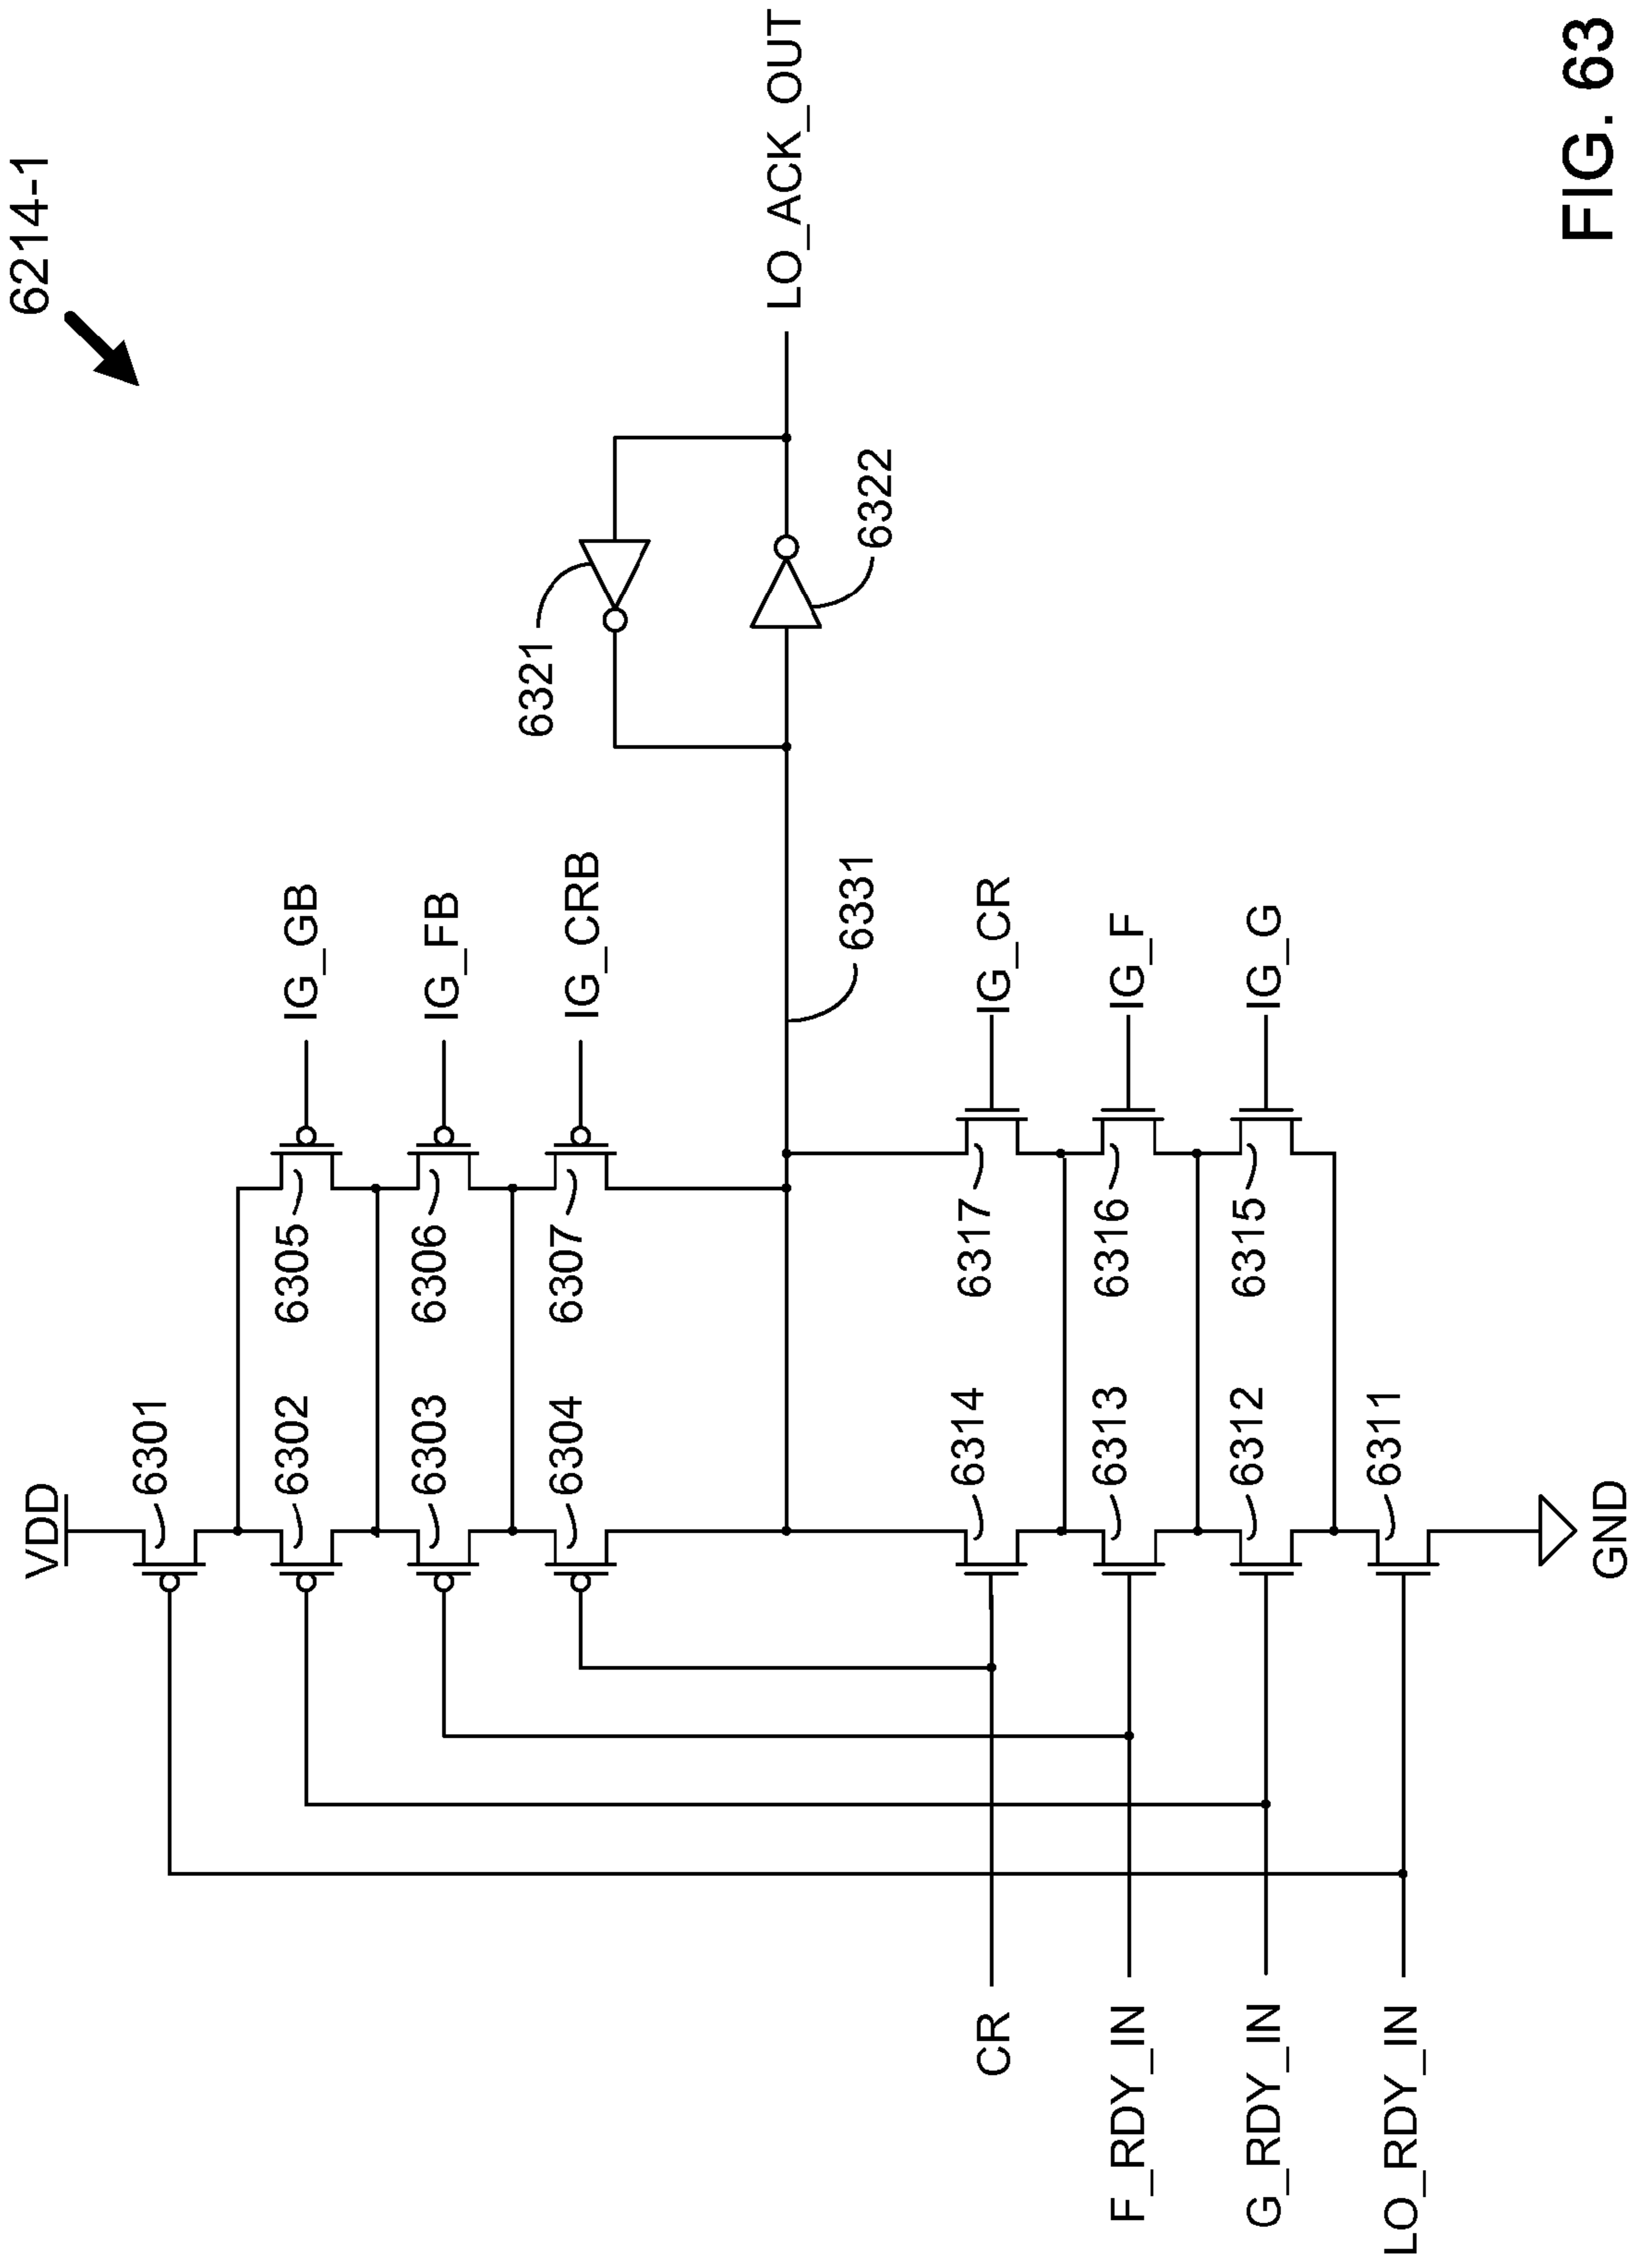 6214-1
VDD
6301
6302
6305
IG_GB
6303
6306
IG_FB
6304
6307
IG_CRB
6321
LO_ACK_OUT
6331
6322
CR
6314
6317
IG_CR
F_RDY_IN
6313
6316
IG_F
G_RDY_IN
6312
6315
IG_G
LO_RDY_IN
6311
GND
FIG. 63